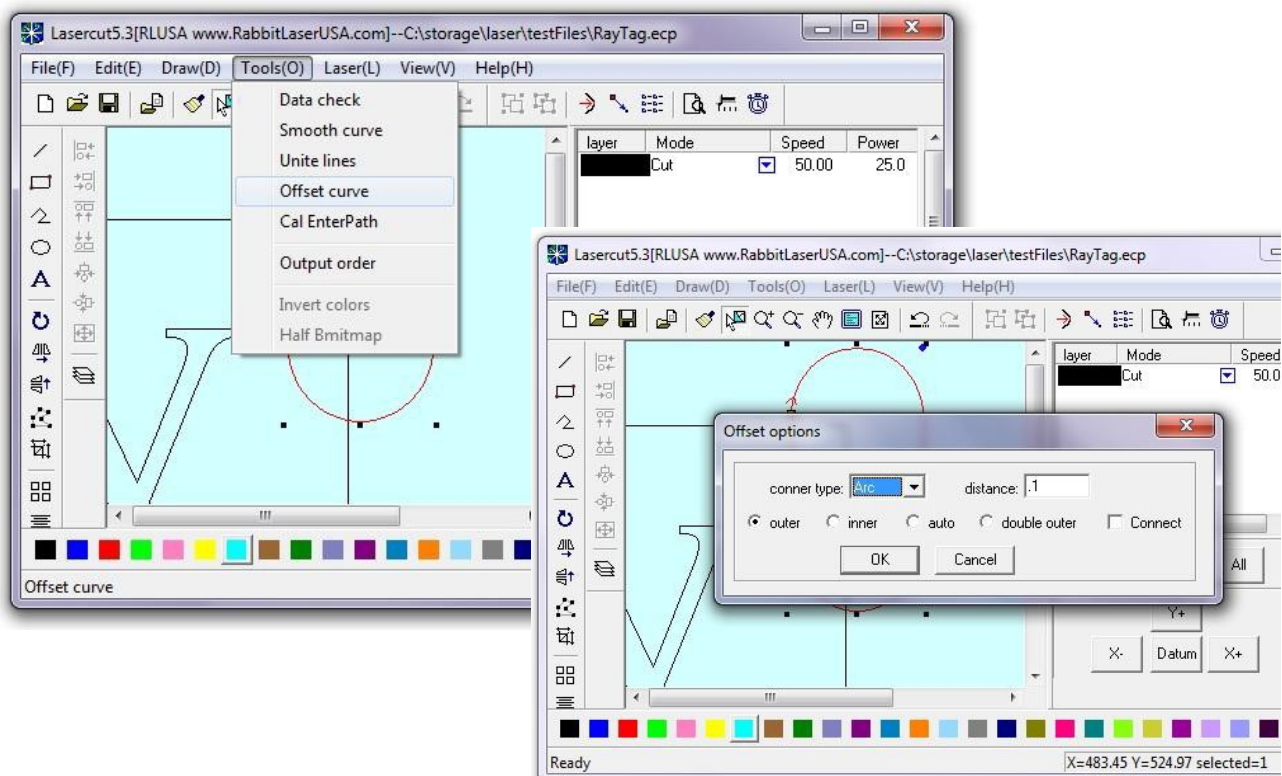 Lasercut5.3[RLUSA www.RabbitLaserUSA.com]--C:\storage\laser\testFiles\RayTag.ecp
File(F) Edit(E) Draw(D) Tools(O) Laser(L) View(V) Help(H)
Data check
Smooth curve
Unite lines
Offset curve
Cal EnterPath
Output order
Invert colors
Half Bmitmap
layer Mode Speed Power
Cut 50.00 25.0
A
Offset curve
Lasercut5.3[RLUSA www.RabbitLaserUSA.com]--C:\storage\laser\testFiles\RayTag.ecp
File(F) Edit(E) Draw(D) Tools(O) Laser(L) View(V) Help(H)
layer Mode Speed
Cut 50.0
A
Offset options
conner type: Arc distance: .1
outer inner auto double outer Connect
OK Cancel
All
Y+
X- Datum X+
Ready X=483.45 Y=524.97 selected=1